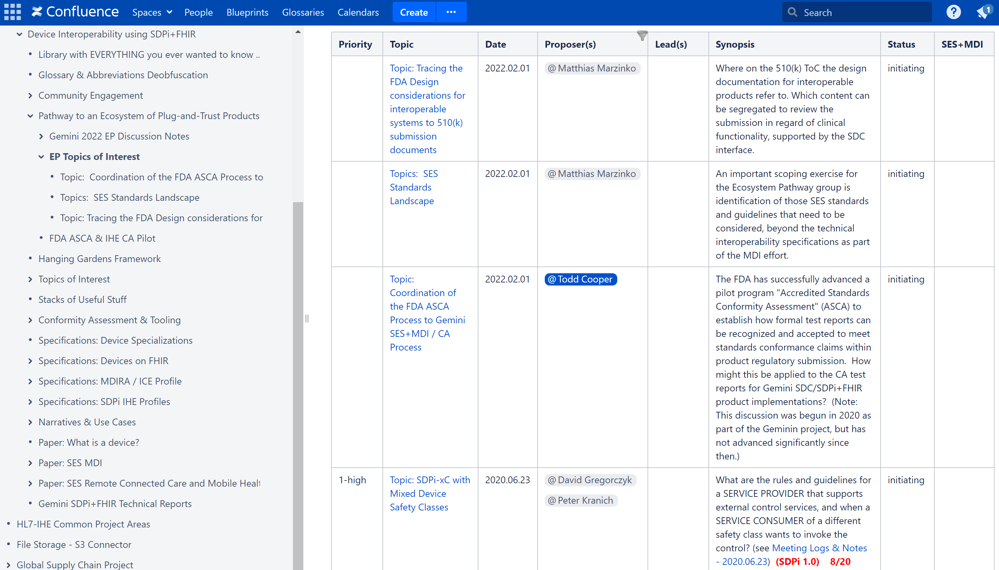 Confluence Spaces People Blueprints Glossaries Calendars Create ••• Search ? 1
Device Interoperability using SDPi+FHIR
Library with EVERYTHING you ever wanted to know ..
Glossary & Abbreviations Deobfuscation
Community Engagement
Pathway to an Ecosystem of Plug-and-Trust Products
Gemini 2022 EP Discussion Notes
EP Topics of Interest
Topic:  Coordination of the FDA ASCA Process to
Topics:  SES Standards Landscape
Topic: Tracing the FDA Design considerations for
FDA ASCA & IHE CA Pilot
Hanging Gardens Framework
Topics of Interest
Stacks of Useful Stuff
Conformity Assessment & Tooling
Specifications: Device Specializations
Specifications: Devices on FHIR
Specifications: MDIRA / ICE Profile
Specifications: SDPi IHE Profiles
Narratives & Use Cases
Paper: What is a device?
Paper: SES MDI
Paper: SES Remote Connected Care and Mobile Healt
Gemini SDPi+FHIR Technical Reports
HL7-IHE Common Project Areas
File Storage - S3 Connector
Global Supply Chain Project
Priority Topic Date Proposer(s) Lead(s) Synopsis Status SES+MDI
Topic: Tracing the
FDA Design
considerations for
interoperable
systems to 510(k)
submission
documents
2022.02.01
@Matthias Marzinko
Where on the 510(k) ToC the design
documentation for interoperable
products refer to. Which content can
be segregated to review the
submission in regard of clinical
functionality, supported by the SDC
interface.
initiating
Topics:  SES
Standards
Landscape
2022.02.01
@Matthias Marzinko
An important scoping exercise for
the Ecosystem Pathway group is
identification of those SES standards
and guidelines that need to be
considered, beyond the technical
interoperability specifications as part
of the MDI effort.
initiating
Topic:
Coordination of
the FDA ASCA
Process to Gemini
SES+MDI / CA
Process
2022.02.01
@Todd Cooper
The FDA has successfully advanced a
pilot program "Accredited Standards
Conformity Assessment" (ASCA) to
establish how formal test reports can
be recognized and accepted to meet
standards conformance claims within
product regulatory submission.  How
might this be applied to the CA test
reports for Gemini SDC/SDPi+FHIR
product implementations?  (Note:
This discussion was begun in 2020 as
part of the Geminin project, but has
not advanced significantly since
then.)
initiating
1-high
Topic: SDPi-xC with
Mixed Device
Safety Classes
2020.06.23
@David Gregorczyk
@Peter Kranich
What are the rules and guidelines for
a SERVICE PROVIDER that supports
external control services, and when a
SERVICE CONSUMER of a different
safety class wants to invoke the
control? (see Meeting Logs & Notes
- 2020.06.23)  (SDPi 1.0)   8/20
initiating